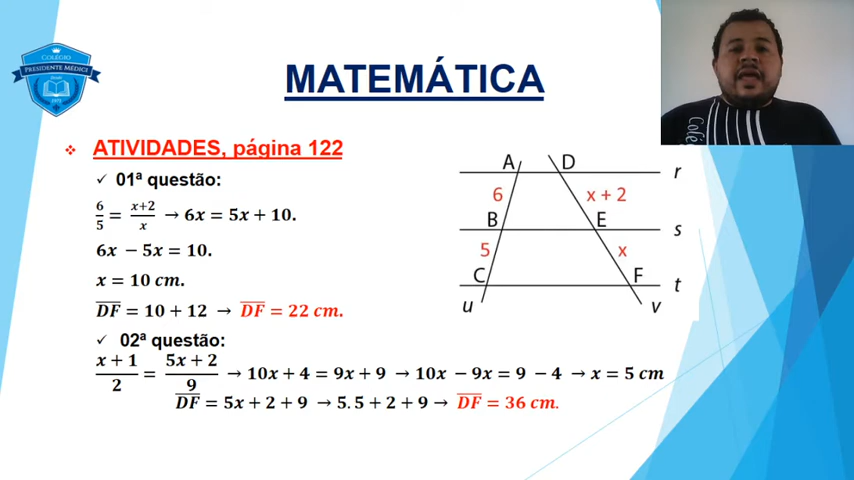 COLÉGIO
PRESIDENTE MÉDICI
MATEMÁTICA
❖ ATIVIDADES, página 122
✓ 01ª questão:
6/5 = x+2/x → 6x = 5x + 10.
6x − 5x = 10.
x = 10 cm.
DF = 10 + 12 → DF = 22 cm.
✓ 02ª questão:
x + 1/2 = 5x + 2/9 → 10x + 4 = 9x + 9 → 10x − 9x = 9 − 4 → x = 5 cm
DF = 5x + 2 + 9 → 5.5 + 2 + 9 → DF = 36 cm.
A D r
6 x + 2
B E s
5 x
C F t
u v